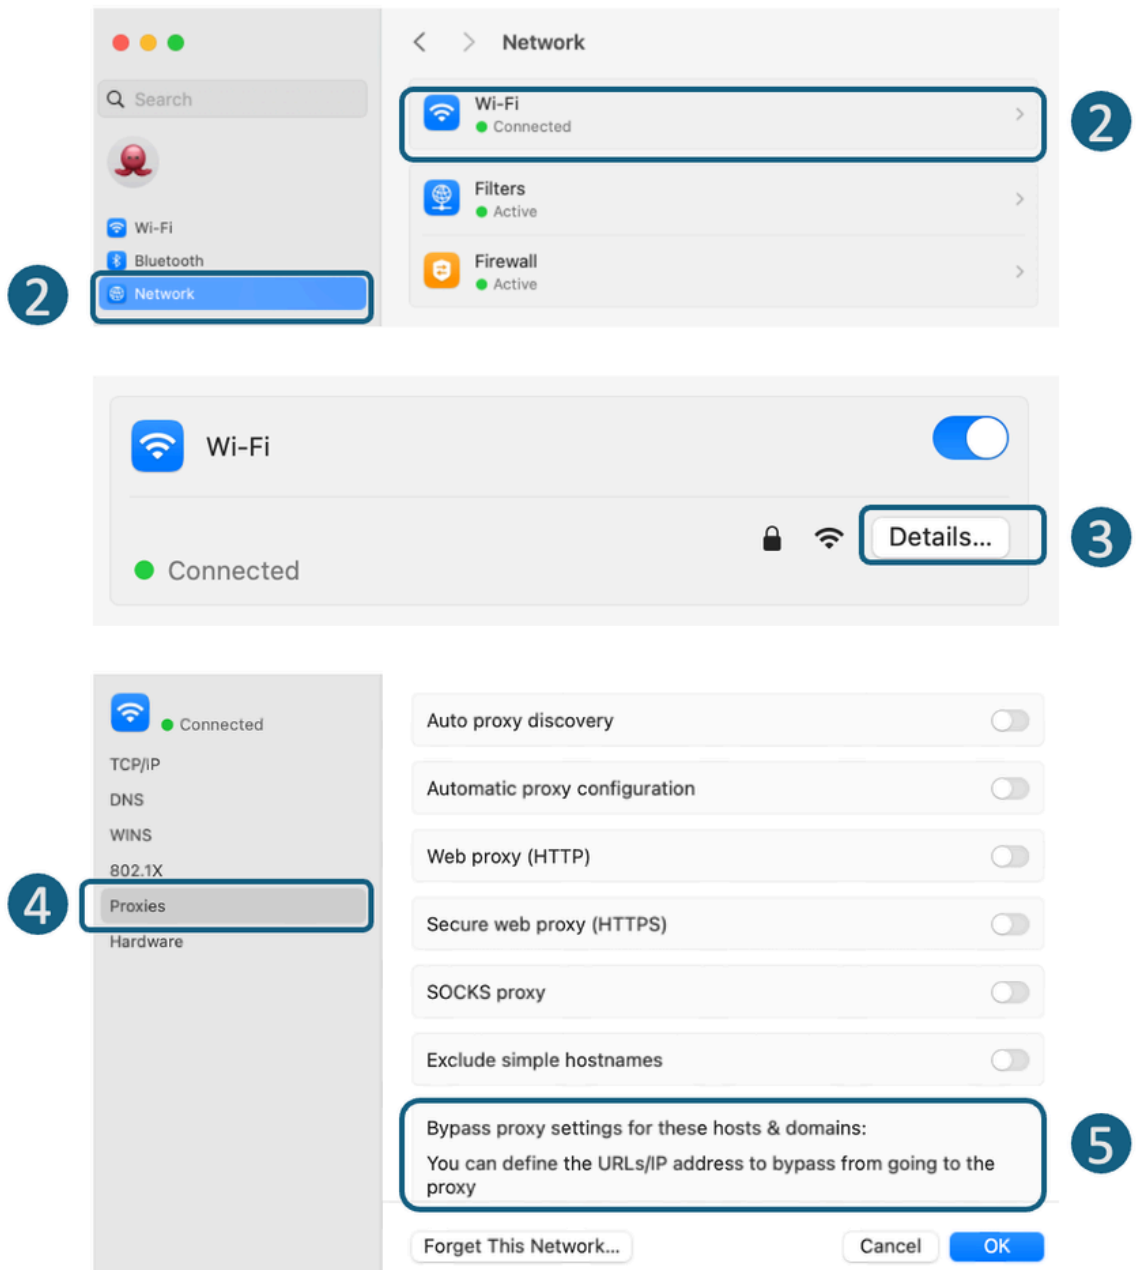 Network
Search
Wi-Fi
Bluetooth
Network
2
Wi-Fi
Connected
2
Filters
Active
Firewall
Active
Wi-Fi
Details...
3
Connected
Connected
TCP/IP
DNS
WINS
802.1X
Proxies
4
Hardware
Auto proxy discovery
Automatic proxy configuration
Web proxy (HTTP)
Secure web proxy (HTTPS)
SOCKS proxy
Exclude simple hostnames
Bypass proxy settings for these hosts & domains:
You can define the URLs/IP address to bypass from going to the
proxy
5
Forget This Network...
Cancel
OK